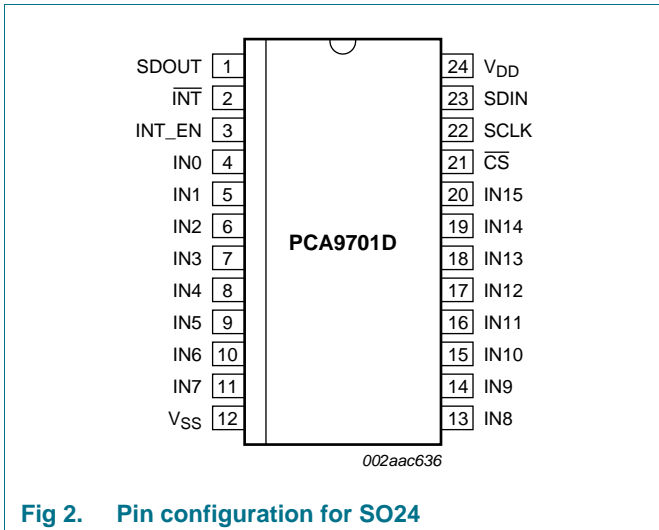 SDOUT 1 24 VDD
INT 2 23 SDIN
INT_EN 3 22 SCLK
IN0 4 21 CS
IN1 5 20 IN15
IN2 6 19 IN14
IN3 7 18 IN13
PCA9701D
IN4 8 17 IN12
IN5 9 16 IN11
IN6 10 15 IN10
IN7 11 14 IN9
VSS 12 13 IN8
002aac636
Fig 2. Pin configuration for SO24